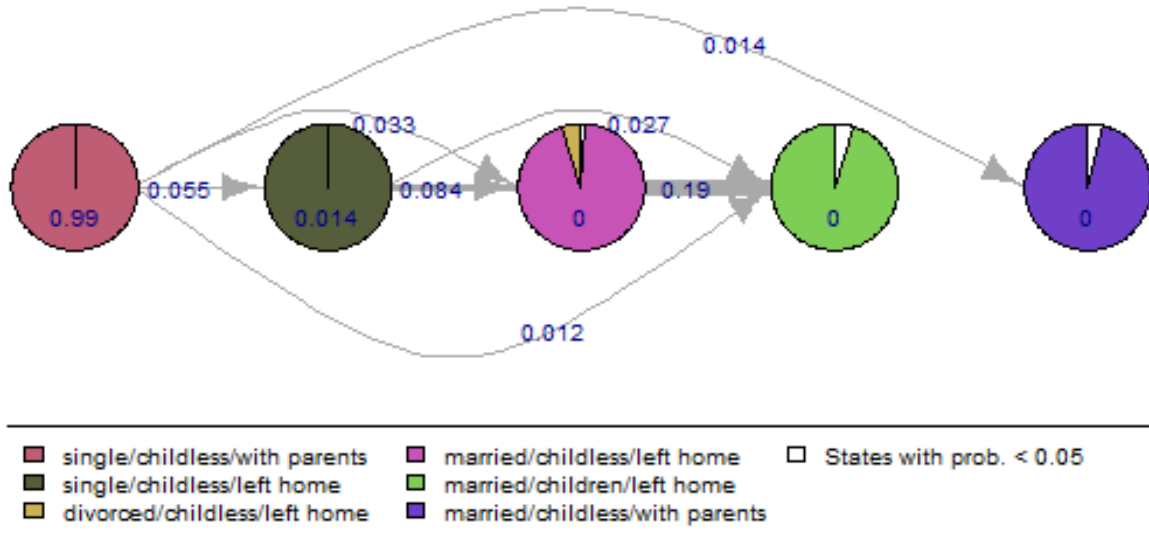 0.014
0.033
0.027
0.055
0.084
0.19
0.99
0.014
0
0
0
0.012
single/childless/with parents
married/childless/left home
States with prob. < 0.05
single/childless/left home
married/children/left home
divorced/childless/left home
married/childless/with parents